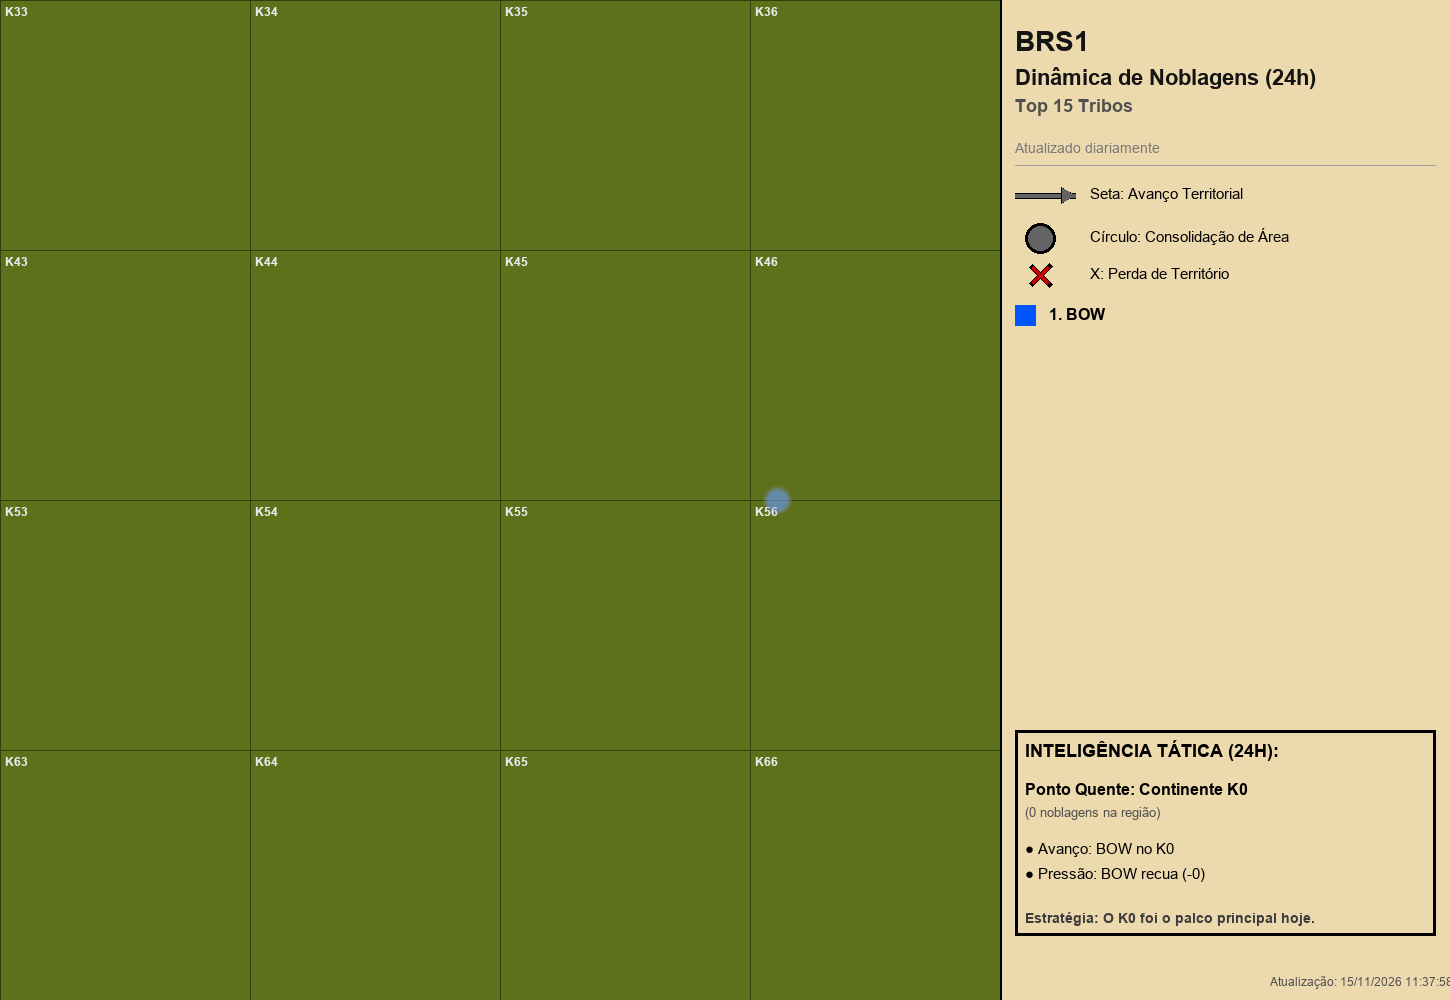 K33
K34
K35
K36
K43
K44
K45
K46
K53
K54
K55
K56
K63
K64
K65
K66
BRS1
Dinâmica de Noblagens (24h)
Top 15 Tribos
Atualizado diariamente
Seta: Avanço Territorial
Círculo: Consolidação de Área
X: Perda de Território
1. BOW
INTELIGÊNCIA TÁTICA (24H):
Ponto Quente: Continente K0
(0 noblagens na região)
● Avanço: BOW no K0
● Pressão: BOW recua (-0)
Estratégia: O K0 foi o palco principal hoje.
Atualização: 15/11/2026 11:37:58